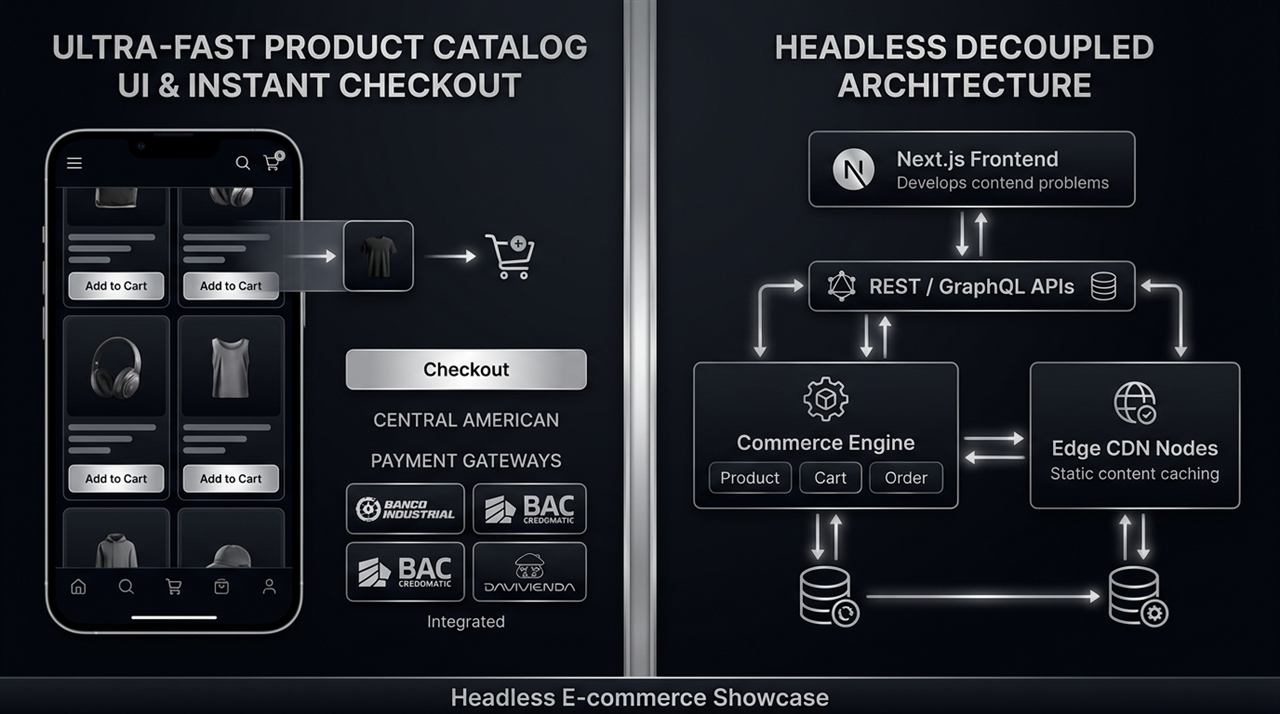 ULTRA-FAST PRODUCT CATALOG
UI & INSTANT CHECKOUT
Add to Cart
Add to Cart
Add to Cart
Add to Cart
Checkout
CENTRAL AMERICAN
PAYMENT GATEWAYS
BANCO
INDUSTRIAL
BAC
CREDGMATIC
BAC
CREDOMATIC
DAVIVIENDA
Integrated
HEADLESS DECOUPLED
ARCHITECTURE
Next.js Frontend
Develops contend problems
REST / GraphQL APIs
Commerce Engine
Product Cart Order
Edge CDN Nodes
Static content caching
Headless E-commerce Showcase